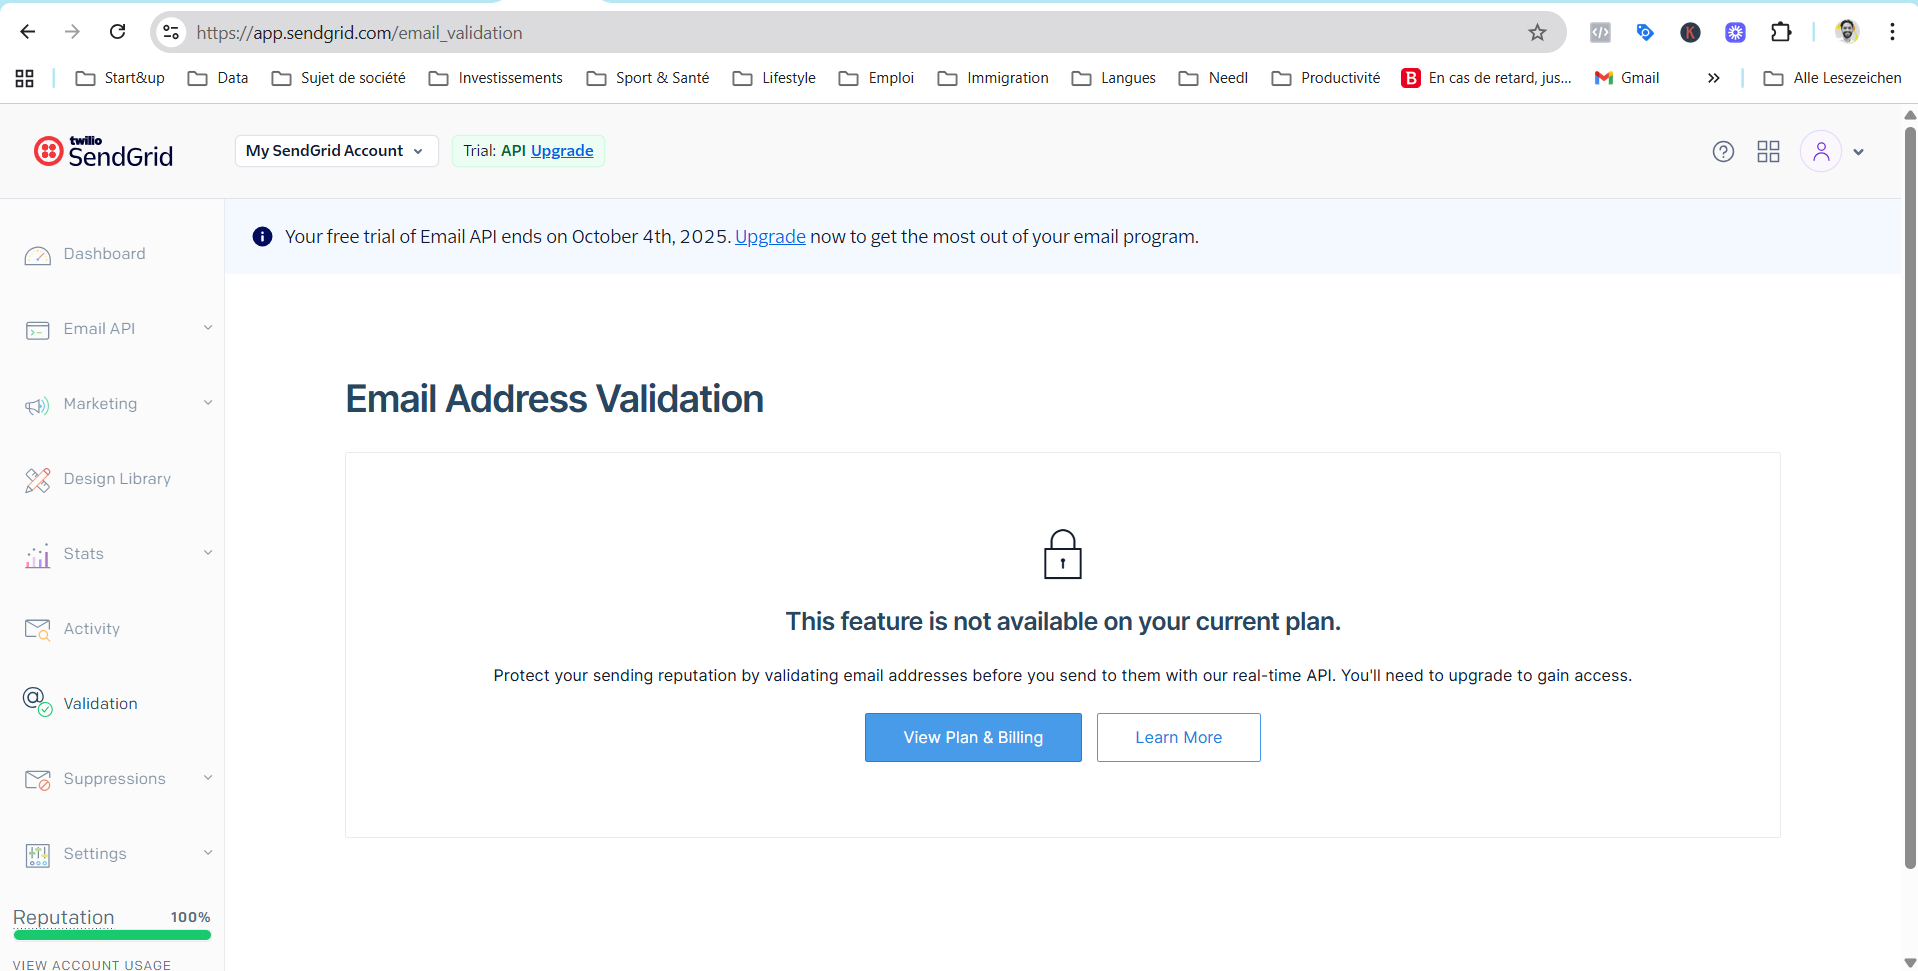 https://app.sendgrid.com/email_validation
Start&up Data Sujet de société Investissements Sport & Santé Lifestyle Emploi Immigration Langues Needl Productivité B En cas de retard, jus... Gmail » Alle Lesezeichen
twilio
SendGrid
My SendGrid Account
Trial: API Upgrade
Your free trial of Email API ends on October 4th, 2025. Upgrade now to get the most out of your email program.
Dashboard
Email API
Marketing
Design Library
Stats
Activity
Validation
Suppressions
Settings
Reputation 100%
VIEW ACCOUNT USAGE
Email Address Validation
This feature is not available on your current plan.
Protect your sending reputation by validating email addresses before you send to them with our real-time API. You'll need to upgrade to gain access.
View Plan & Billing
Learn More